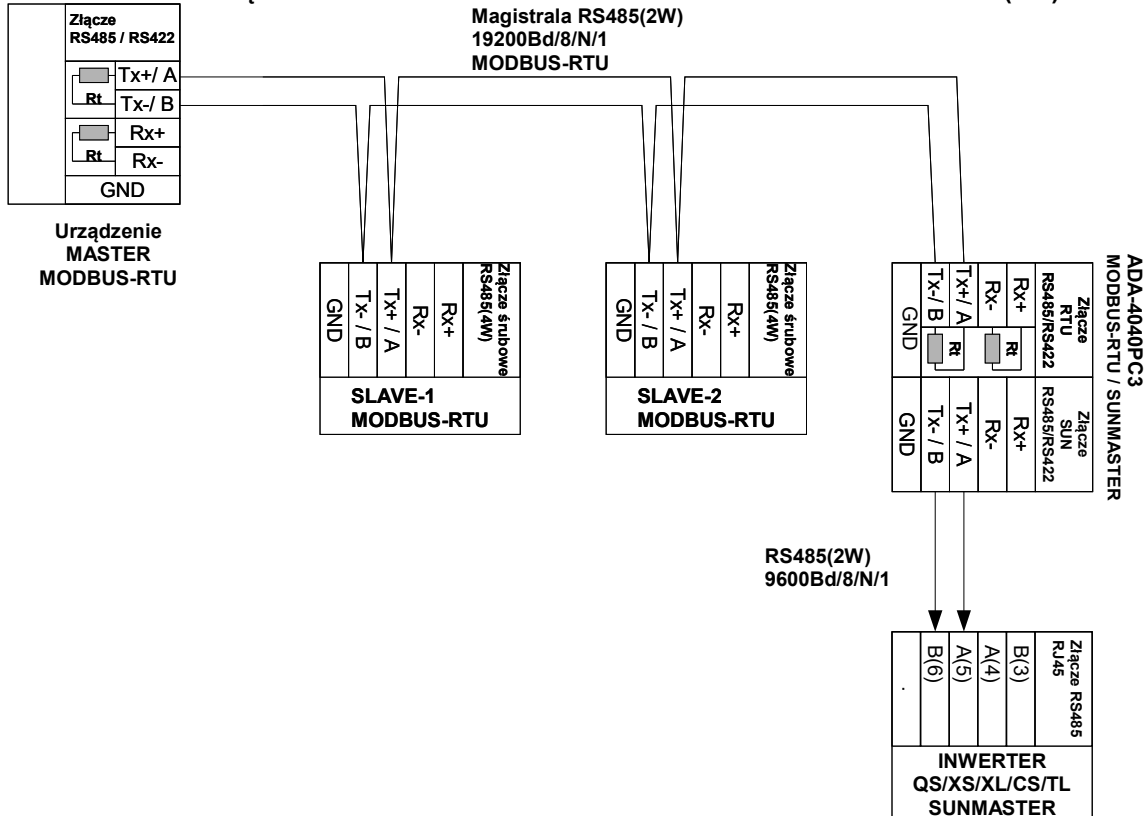 Magistrala RS485(2W)
19200Bd/8/N/1
MODBUS-RTU
Złącze
RS485 / RS422
Tx+/ A
Rt
Tx-/ B
Rx+
Rt
Rx-
GND
Urządzenie
MASTER
MODBUS-RTU
Złącze śrubowe
RS485(4W)
Rx+
Rx-
Tx+ / A
Tx- / B
GND
SLAVE-1
MODBUS-RTU
Złącze śrubowe
RS485(4W)
Rx+
Rx-
Tx+ / A
Tx- / B
GND
SLAVE-2
MODBUS-RTU
ADA-4040PC3
MODBUS-RTU / SUNMASTER
Złącze
RTU
RS485/RS422
Rx+
Rx-
Tx+/ A
Tx-/ B
GND
Rt
Rt
Złącze
SUN
RS485/RS422
Rx+
Rx-
Tx+ / A
Tx- / B
GND
RS485(2W)
9600Bd/8/N/1
Złącze RS485
RJ45
B(3)
A(4)
A(5)
B(6)
.
INWERTER
QS/XS/XL/CS/TL
SUNMASTER